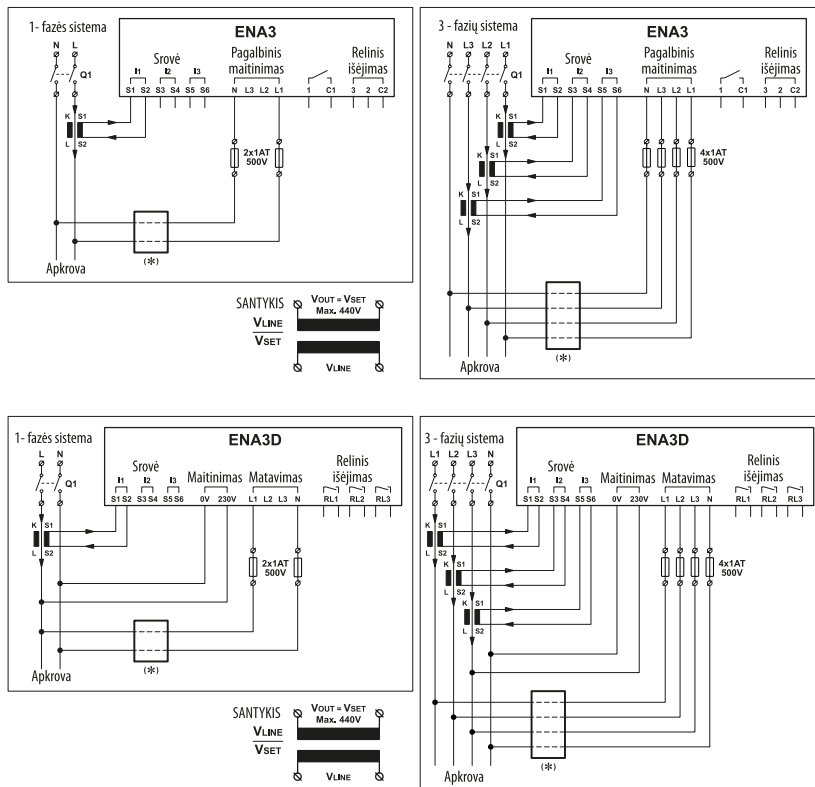 1- fazės sistema
ENA3
N L
Q1
Srovė
Pagalbinis
maitinimas
Relinis
išėjimas
I1 I2 I3
S1 S2 S3 S4 S5 S6 N L3 L2 L1 1 C1 3 2 C2
K S1
L S2
2x1AT
500V
(*)
Apkrova
3 - fazių sistema
ENA3
N L3 L2 L1
Q1
Srovė
Pagalbinis
maitinimas
Relinis
išėjimas
I1 I2 I3
S1 S2 S3 S4 S5 S6 N L3 L2 L1 1 C1 3 2 C2
K S1
L S2
K S1
L S2
K S1
L S2
4x1AT
500V
(*)
Apkrova
SANTYKIS
VLINE
VSET
VOUT = VSET
Max. 440V
VLINE
1- fazės sistema
ENA3D
L N
Q1
Srovė
Maitinimas
Matavimas
Relinis
išėjimas
I1 I2 I3
S1 S2 S3 S4 S5 S6 0V 230V L1 L2 L3 N RL1 RL2 RL3
K S1
L S2
2x1AT
500V
(*)
Apkrova
3 - fazių sistema
ENA3D
L1 L2 L3 N
Q1
Srovė
Maitinimas
Matavimas
Relinis
išėjimas
I1 I2 I3
S1 S2 S3 S4 S5 S6 0V 230V L1 L2 L3 N RL1 RL2 RL3
K S1
L S2
K S1
L S2
K S1
L S2
4x1AT
500V
(*)
Apkrova
SANTYKIS
VLINE
VSET
VOUT = VSET
Max. 440V
VLINE